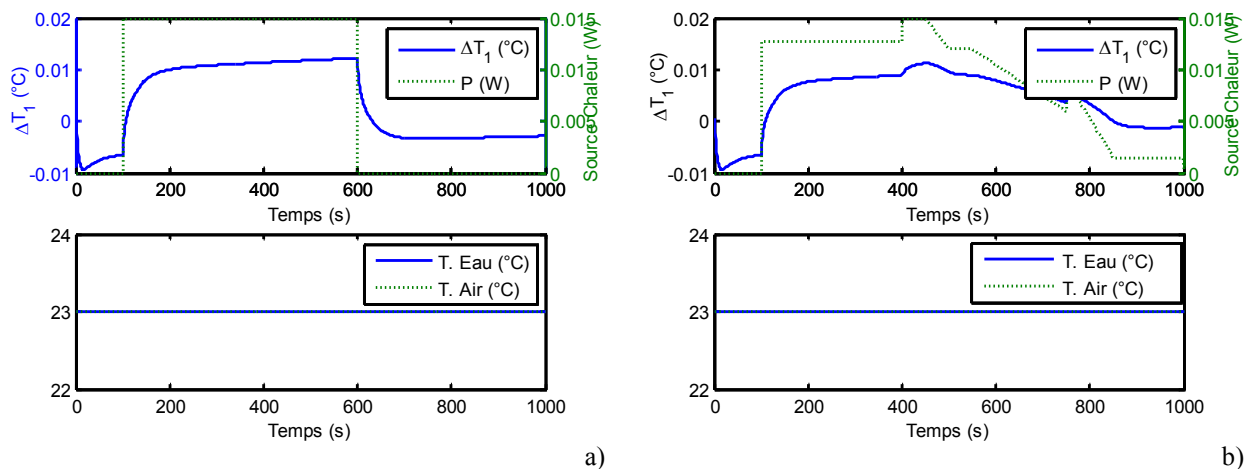 0.02
0.01
0
-0.01
ΔT1 (°C)
ΔT1 (°C)
P (W)
0.015
0.01
0.005
0
Source Chaleur (W)
0 200 400 600 800 1000
Temps (s)
24
23
22
T. Eau (°C)
T. Air (°C)
0 200 400 600 800 1000
Temps (s)
a)
0.02
0.01
0
-0.01
ΔT1 (°C)
ΔT1 (°C)
P (W)
0.015
0.01
0.005
0
Source Chaleur (W)
0 200 400 600 800 1000
Temps (s)
24
23
22
T. Eau (°C)
T. Air (°C)
0 200 400 600 800 1000
Temps (s)
b)